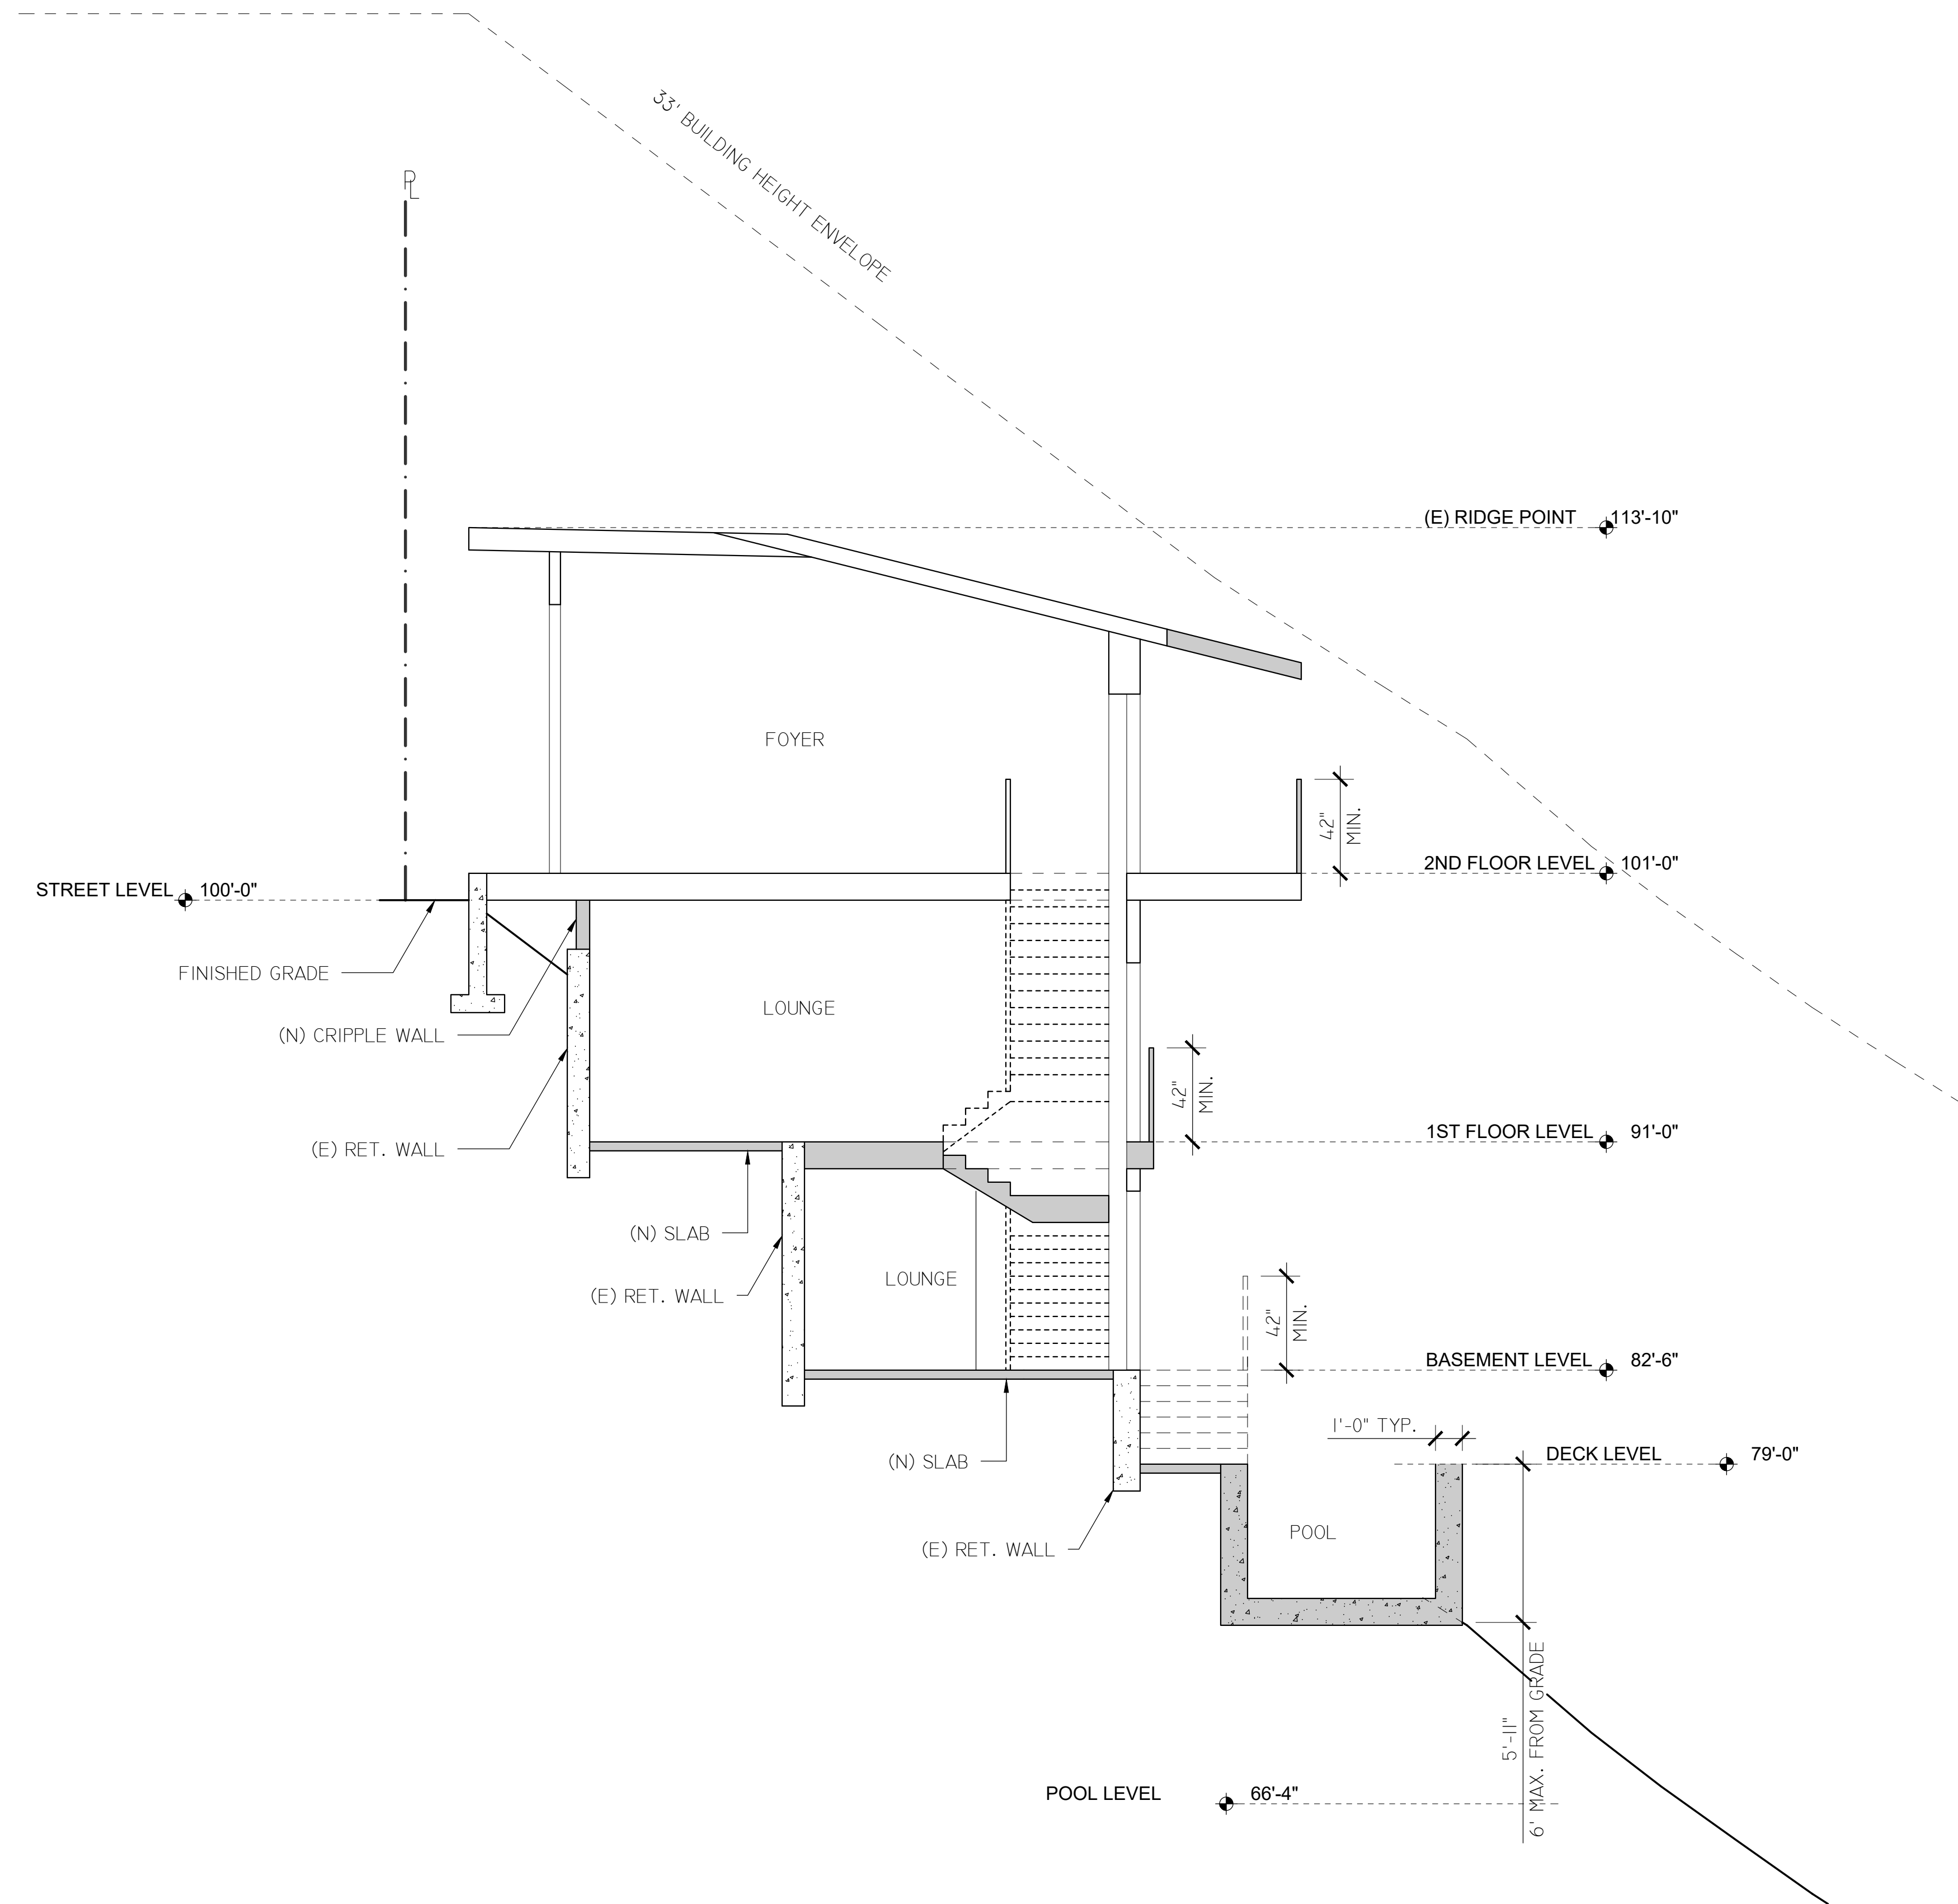 33' BUILDING HEIGHT ENVELOPE
PL
(E) RIDGE POINT 113'-10"
FOYER
42"
MIN.
2ND FLOOR LEVEL 101'-0"
STREET LEVEL 100'-0"
FINISHED GRADE
LOUNGE
(N) CRIPPLE WALL
42"
MIN.
(E) RET. WALL
1ST FLOOR LEVEL 91'-0"
(N) SLAB
LOUNGE
(E) RET. WALL
42"
MIN.
BASEMENT LEVEL 82'-6"
1'-0" TYP.
(N) SLAB
DECK LEVEL 79'-0"
POOL
(E) RET. WALL
5'-11"
6' MAX. FROM GRADE
POOL LEVEL 66'-4"